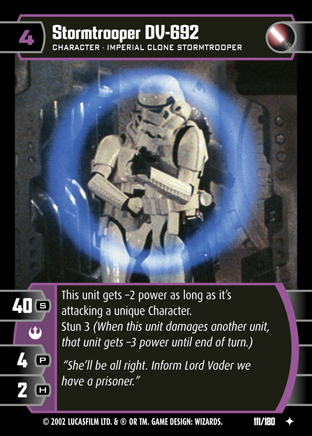 4
Stormtrooper DV-692
CHARACTER · IMPERIAL CLONE STORMTROOPER
40 S
This unit gets –2 power as long as it's
attacking a unique Character.
Stun 3 (When this unit damages another unit,
that unit gets –3 power until end of turn.)
4 P
2 H
“She'll be all right. Inform Lord Vader we
have a prisoner.”
© 2002 LUCASFILM LTD. & ® OR TM. GAME DESIGN: WIZARDS.
111/180